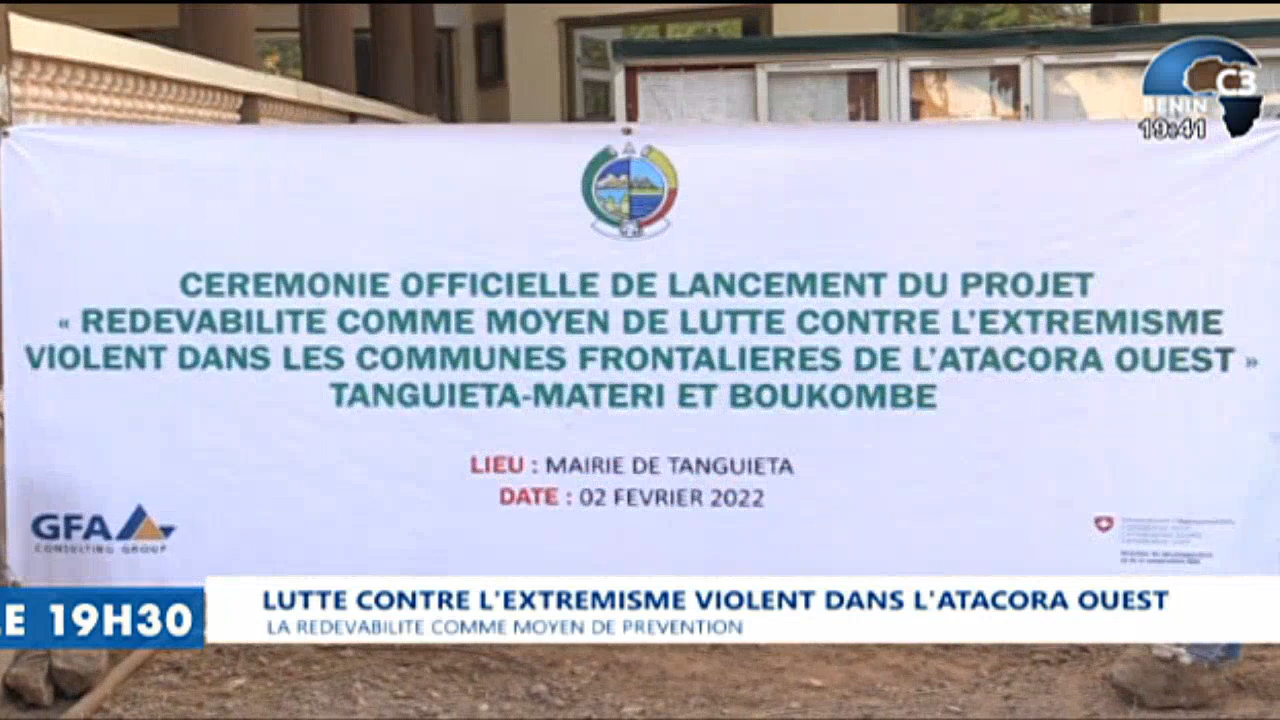 C3
BENIN
19:41
CEREMONIE OFFICIELLE DE LANCEMENT DU PROJET
« REDEVABILITE COMME MOYEN DE LUTTE CONTRE L'EXTREMISME
VIOLENT DANS LES COMMUNES FRONTALIERES DE L'ATACORA OUEST »
TANGUIETA-MATERI ET BOUKOMBE
LIEU : MAIRIE DE TANGUIETA
DATE : 02 FEVRIER 2022
GFA
CONSULTING GROUP
LE 19H30
LUTTE CONTRE L'EXTREMISME VIOLENT DANS L'ATACORA OUEST
LA REDEVABILITE COMME MOYEN DE PREVENTION